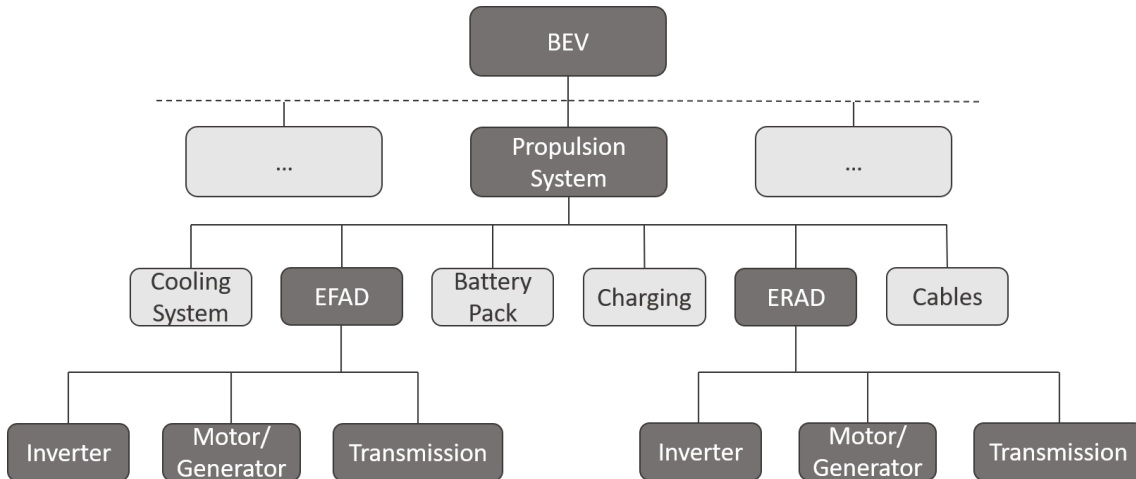 BEV
...
Propulsion
System
...
Cooling
System
EFAD
Battery
Pack
Charging
ERAD
Cables
Inverter
Motor/
Generator
Transmission
Inverter
Motor/
Generator
Transmission